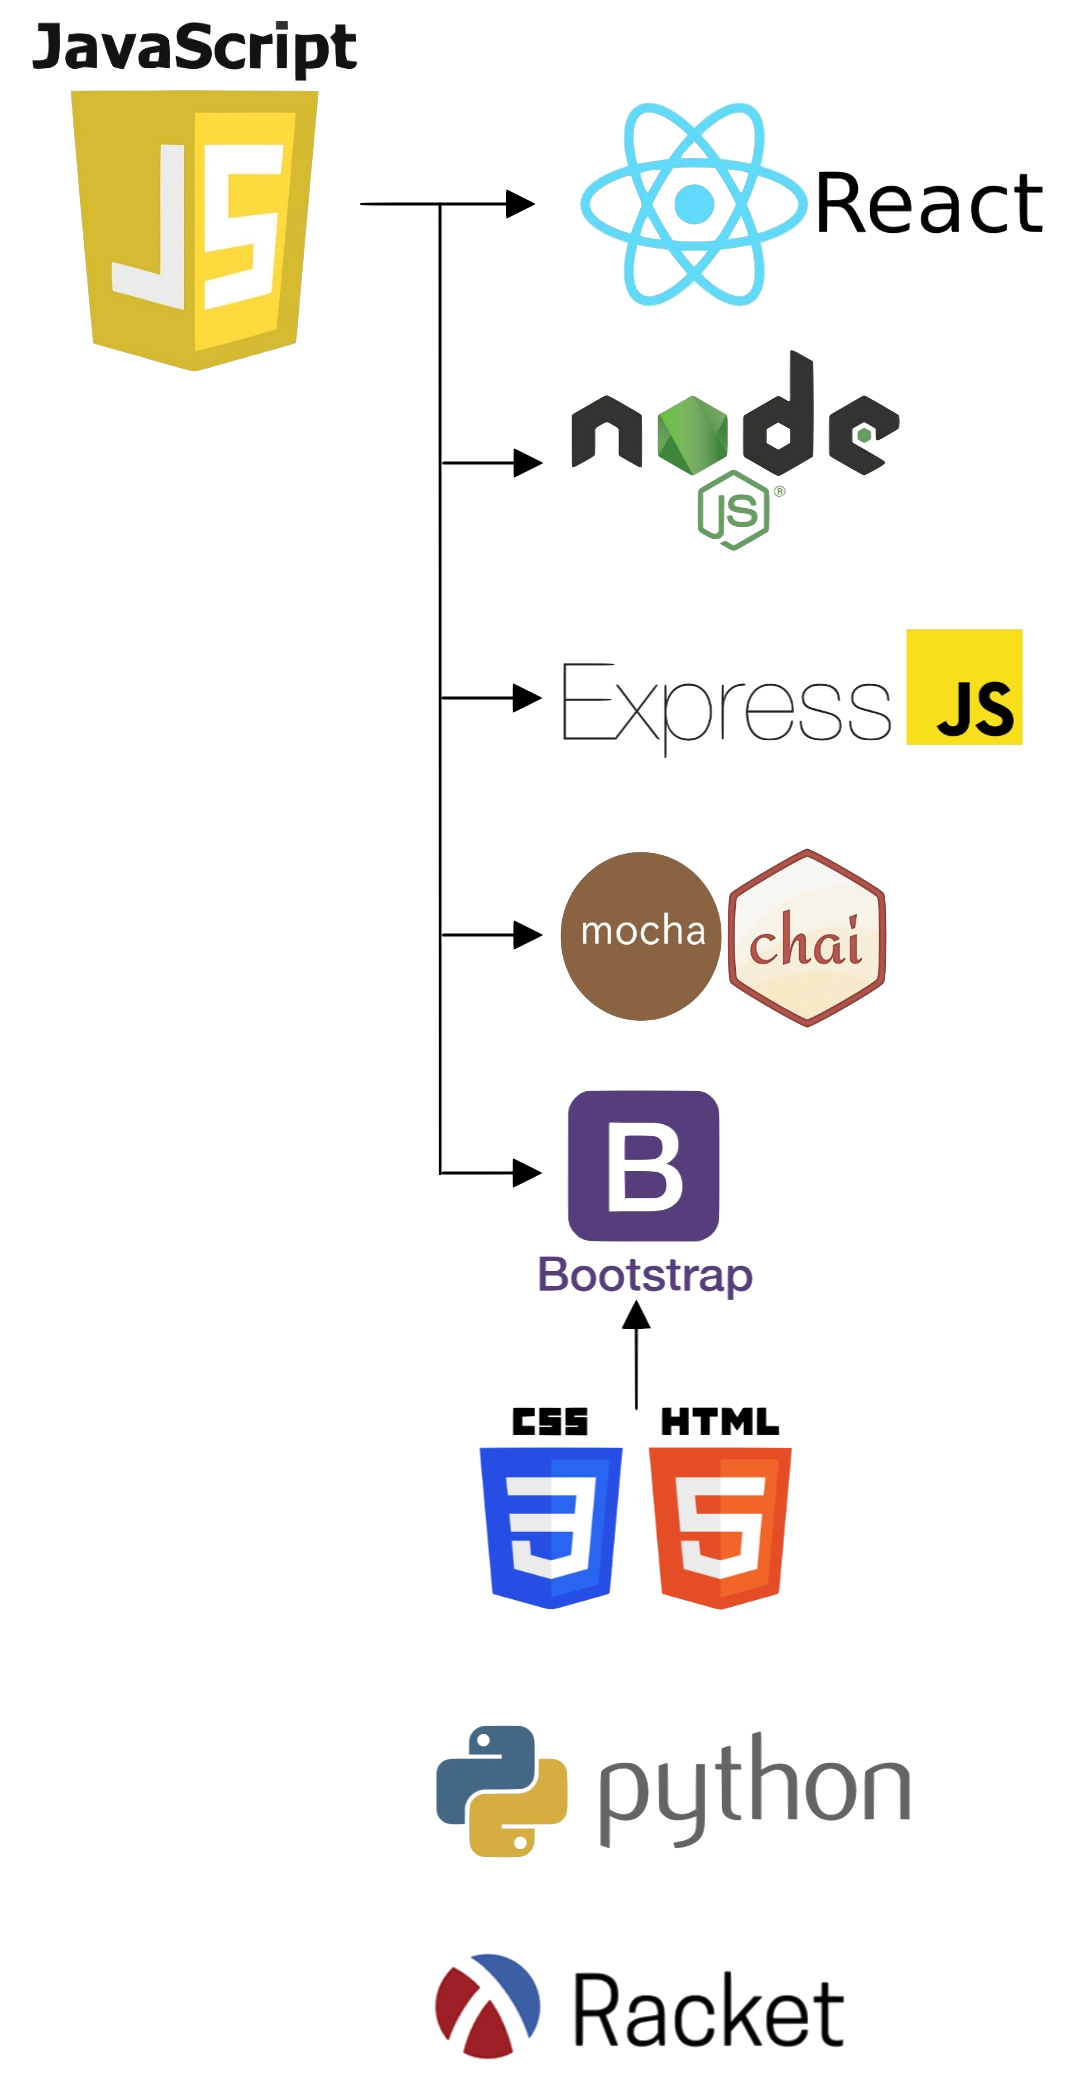 JavaScript
JS
React
node
JS®
Express JS
mocha chai
B
Bootstrap
CSS HTML
3 5
python
Racket